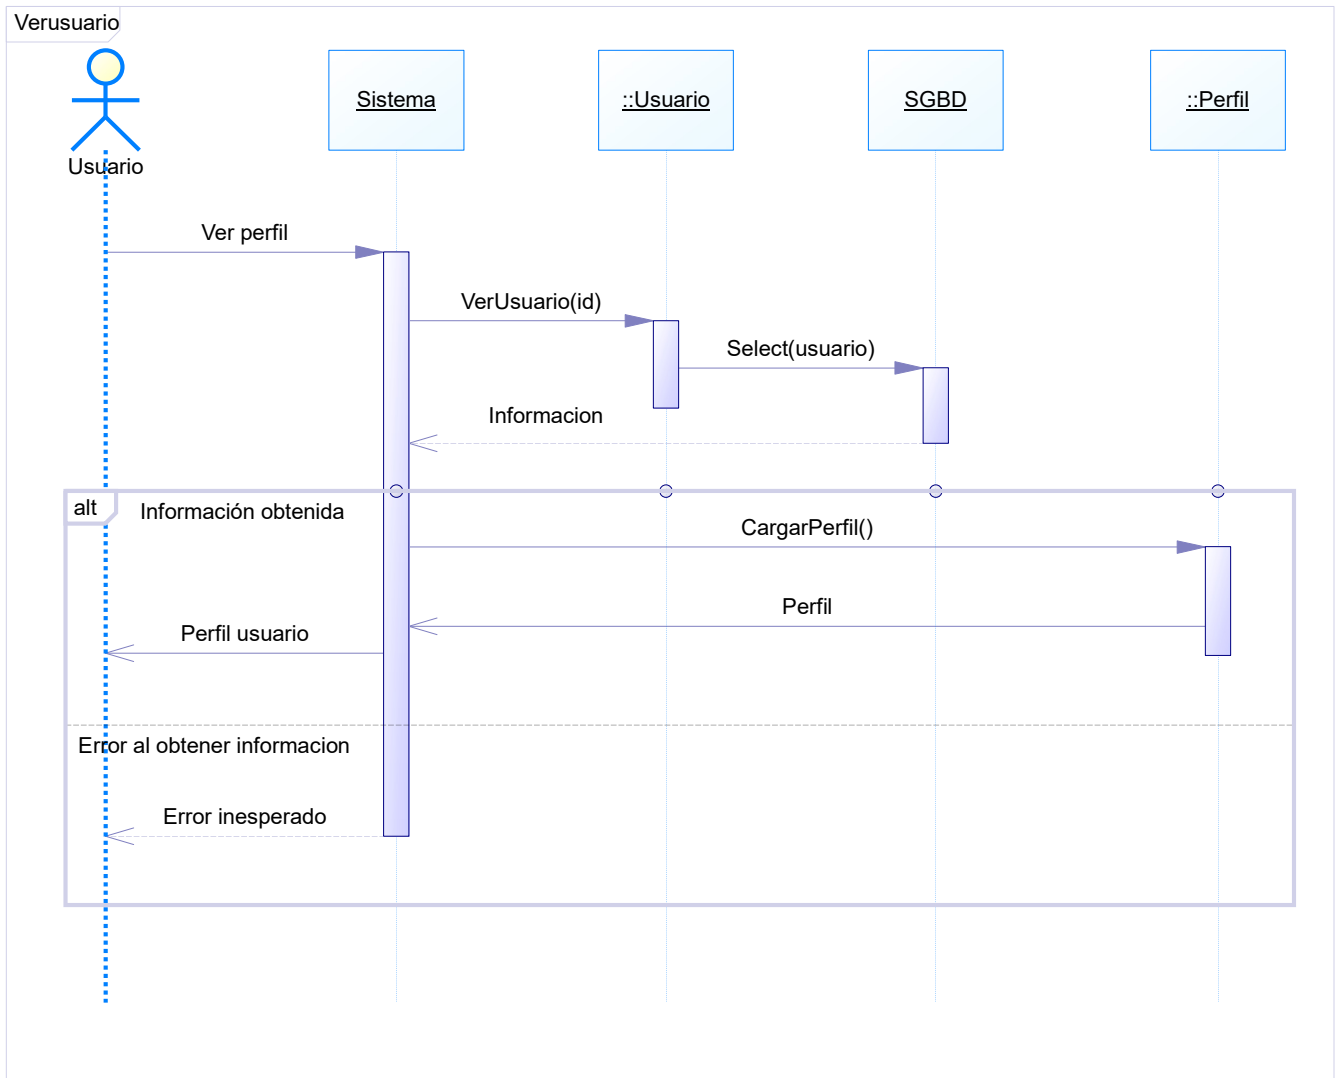 Verusuario
Usuario
Sistema
::Usuario
SGBD
::Perfil
Ver perfil
VerUsuario(id)
Select(usuario)
Informacion
alt
Información obtenida
CargarPerfil()
Perfil
Perfil usuario
Error al obtener informacion
Error inesperado